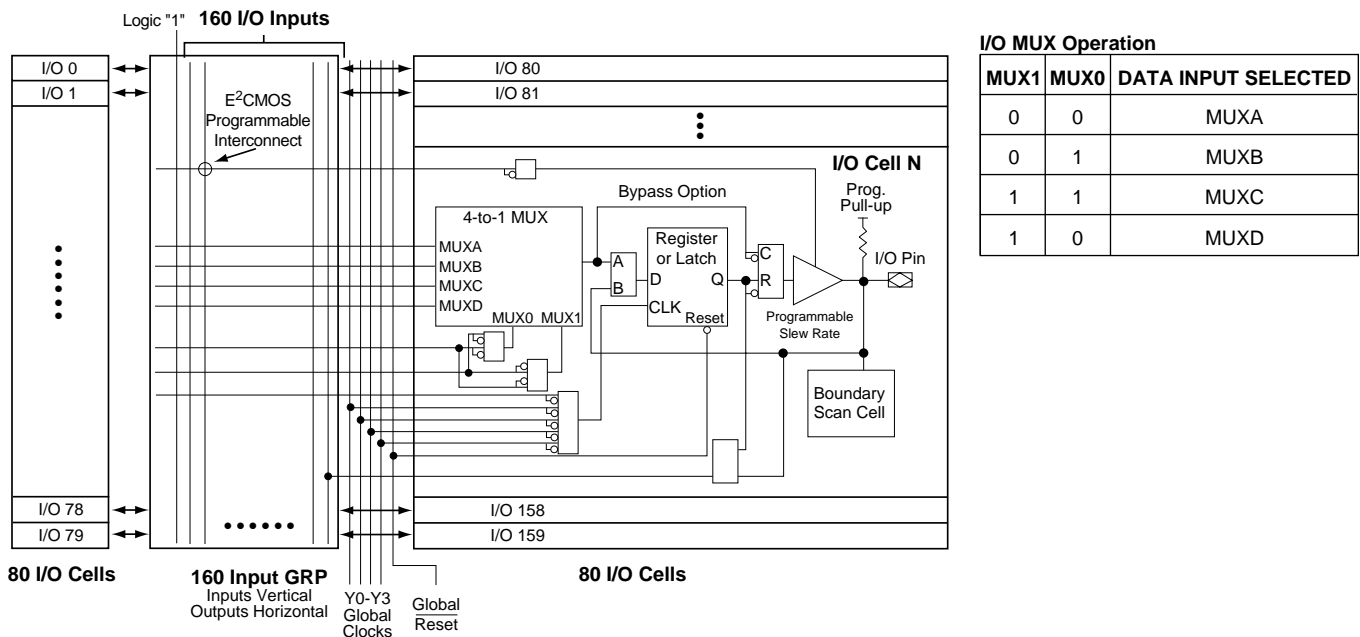 Logic "1"
160 I/O Inputs
I/O 0
I/O 1
I/O 78
I/O 79
80 I/O Cells
E2CMOS
Programmable
Interconnect
160 Input GRP
Inputs Vertical
Outputs Horizontal
Y0-Y3
Global
Clocks
Global
Reset
I/O 80
I/O 81
I/O Cell N
4-to-1 MUX
MUXA
MUXB
MUXC
MUXD
MUX0 MUX1
Bypass Option
A
B
Register
or Latch
D
Q
CLK
Reset
C
R
Prog.
Pull-up
I/O Pin
Programmable
Slew Rate
Boundary
Scan Cell
I/O 158
I/O 159
80 I/O Cells
I/O MUX Operation
MUX1 MUX0 DATA INPUT SELECTED
0 0 MUXA
0 1 MUXB
1 1 MUXC
1 0 MUXD